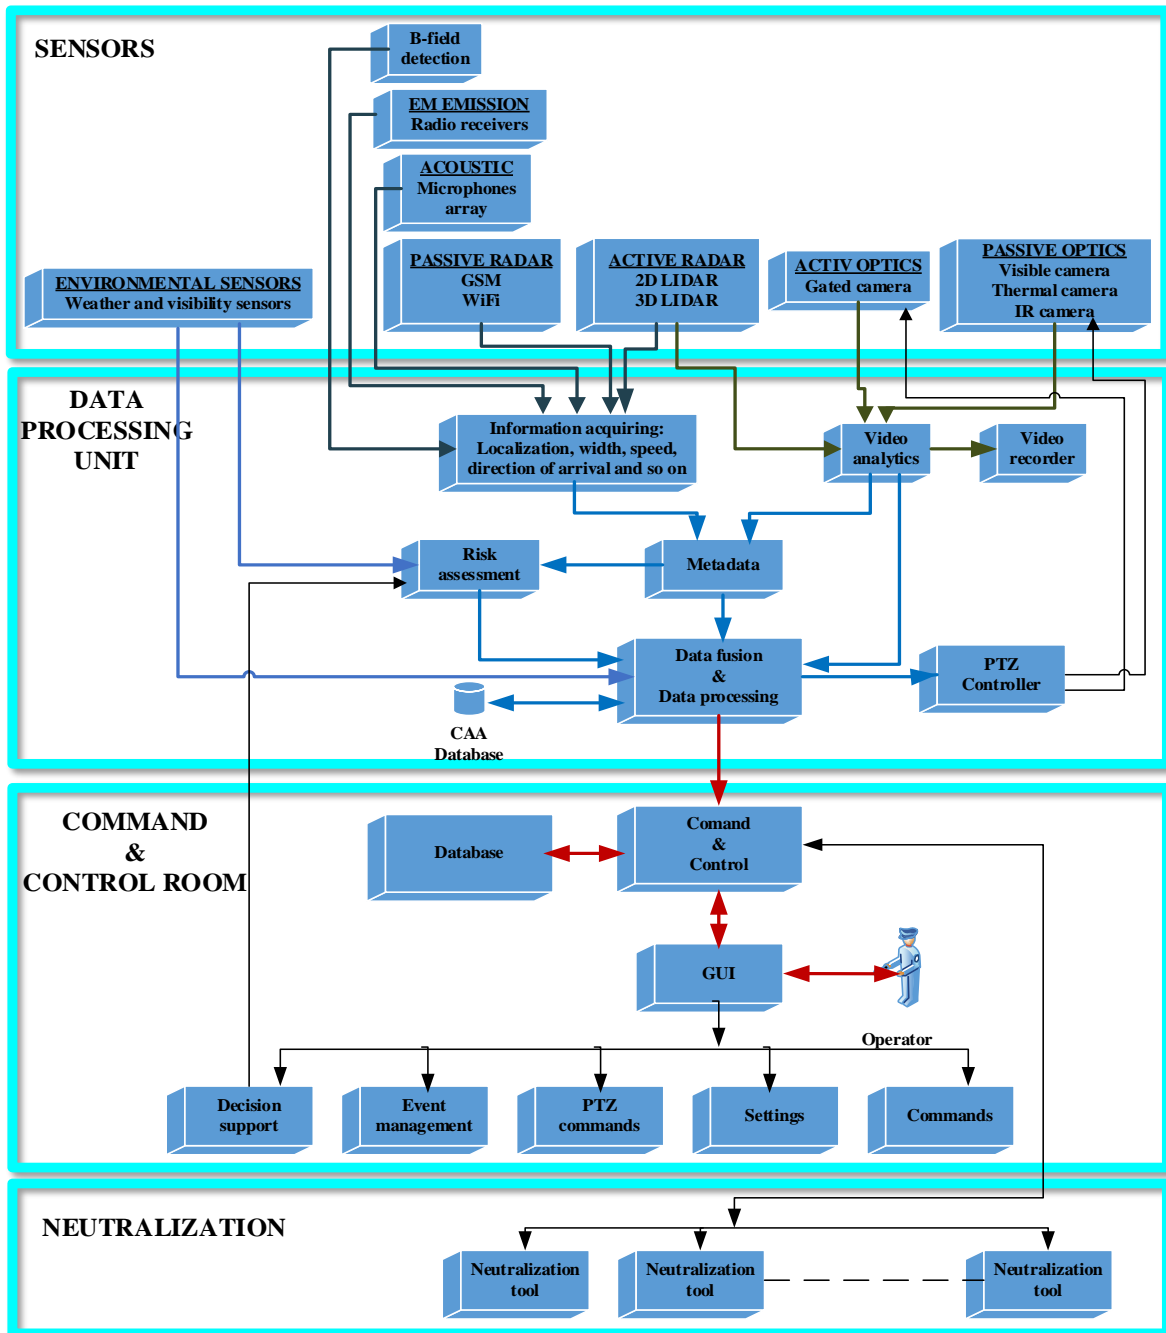 SENSORS
B-field
detection
EM EMISSION
Radio receivers
ACOUSTIC
Microphones
array
PASSIVE RADAR
GSM
WiFi
ACTIVE RADAR
2D LIDAR
3D LIDAR
ACTIV OPTICS
Gated camera
PASSIVE OPTICS
Visible camera
Thermal camera
IR camera
ENVIRONMENTAL SENSORS
Weather and visibility sensors
DATA
PROCESSING
UNIT
Information acquiring:
Localization, width, speed,
direction of arrival and so on
Video
analytics
Video
recorder
Risk
assessment
Metadata
Data fusion
&
Data processing
PTZ
Controller
CAA
Database
COMMAND
&
CONTROL ROOM
Database
Comand
&
Control
GUI
Operator
Decision
support
Event
management
PTZ
commands
Settings
Commands
NEUTRALIZATION
Neutralization
tool
Neutralization
tool
Neutralization
tool